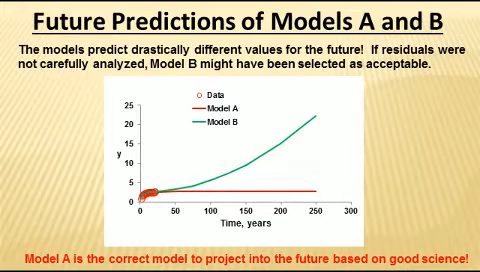 Future Predictions of Models A and B
The models predict drastically different values for the future! If residuals were
not carefully analyzed, Model B might have been selected as acceptable.
Data
Model A
Model B
25
20
15
10
5
0
y
0 50 100 150 200 250 300
Time, years
Model A is the correct model to project into the future based on good science!